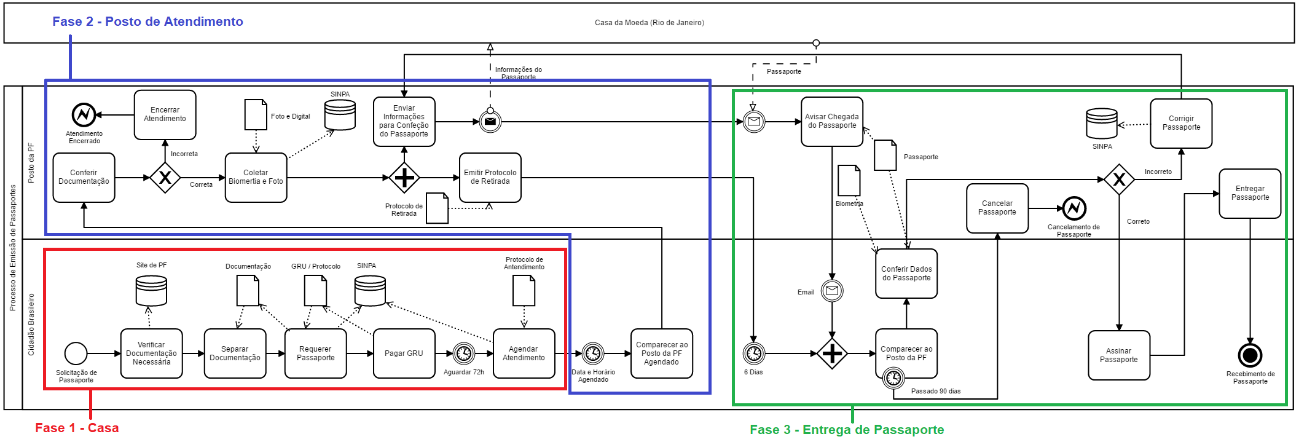 Fase 2 - Posto de Atendimento
Casa da Moeda (Rio de Janeiro)
Informações do
Passaporte
Passaporte
Processo de Emissão de Passaportes
Posto da PF
Encerrar
Atendimento
Atendimento
Encerrado
Incorreta
Conferir
Documentação
X
Correta
Foto e Digital
SINPA
Coletar
Biomertia e Foto
Enviar
Informações
para Confeção
do Passaporte
Emitir Protocolo
de Retirada
Protocolo de
Retirada
Avisar Chegada
do Passaporte
Passaporte
Biometria
SINPA
Corrigir
Passaporte
X
Incorreto
Correto
Cancelar
Passaporte
Cancelamento de
Passaporte
Entregar
Passaporte
Cidadão Brasileiro
Site de PF
Documentação
GRU / Protocolo
SINPA
Protocolo de
Antendimento
Solicitação de
Passaporte
Verificar
Documentação
Necessária
Separar
Documentação
Requerer
Passaporte
Pagar GRU
Aguardar 72h
Agendar
Atendimento
Data e Horário
Agendado
Comparecer ao
Posto da PF
Agendado
Email
Conferir Dados
do Passaporte
6 Dias
Comparecer ao
Posto da PF
Passado 90 dias
Assinar
Passaporte
Recebimento de
Passaporte
Fase 1 - Casa
Fase 3 - Entrega de Passaporte